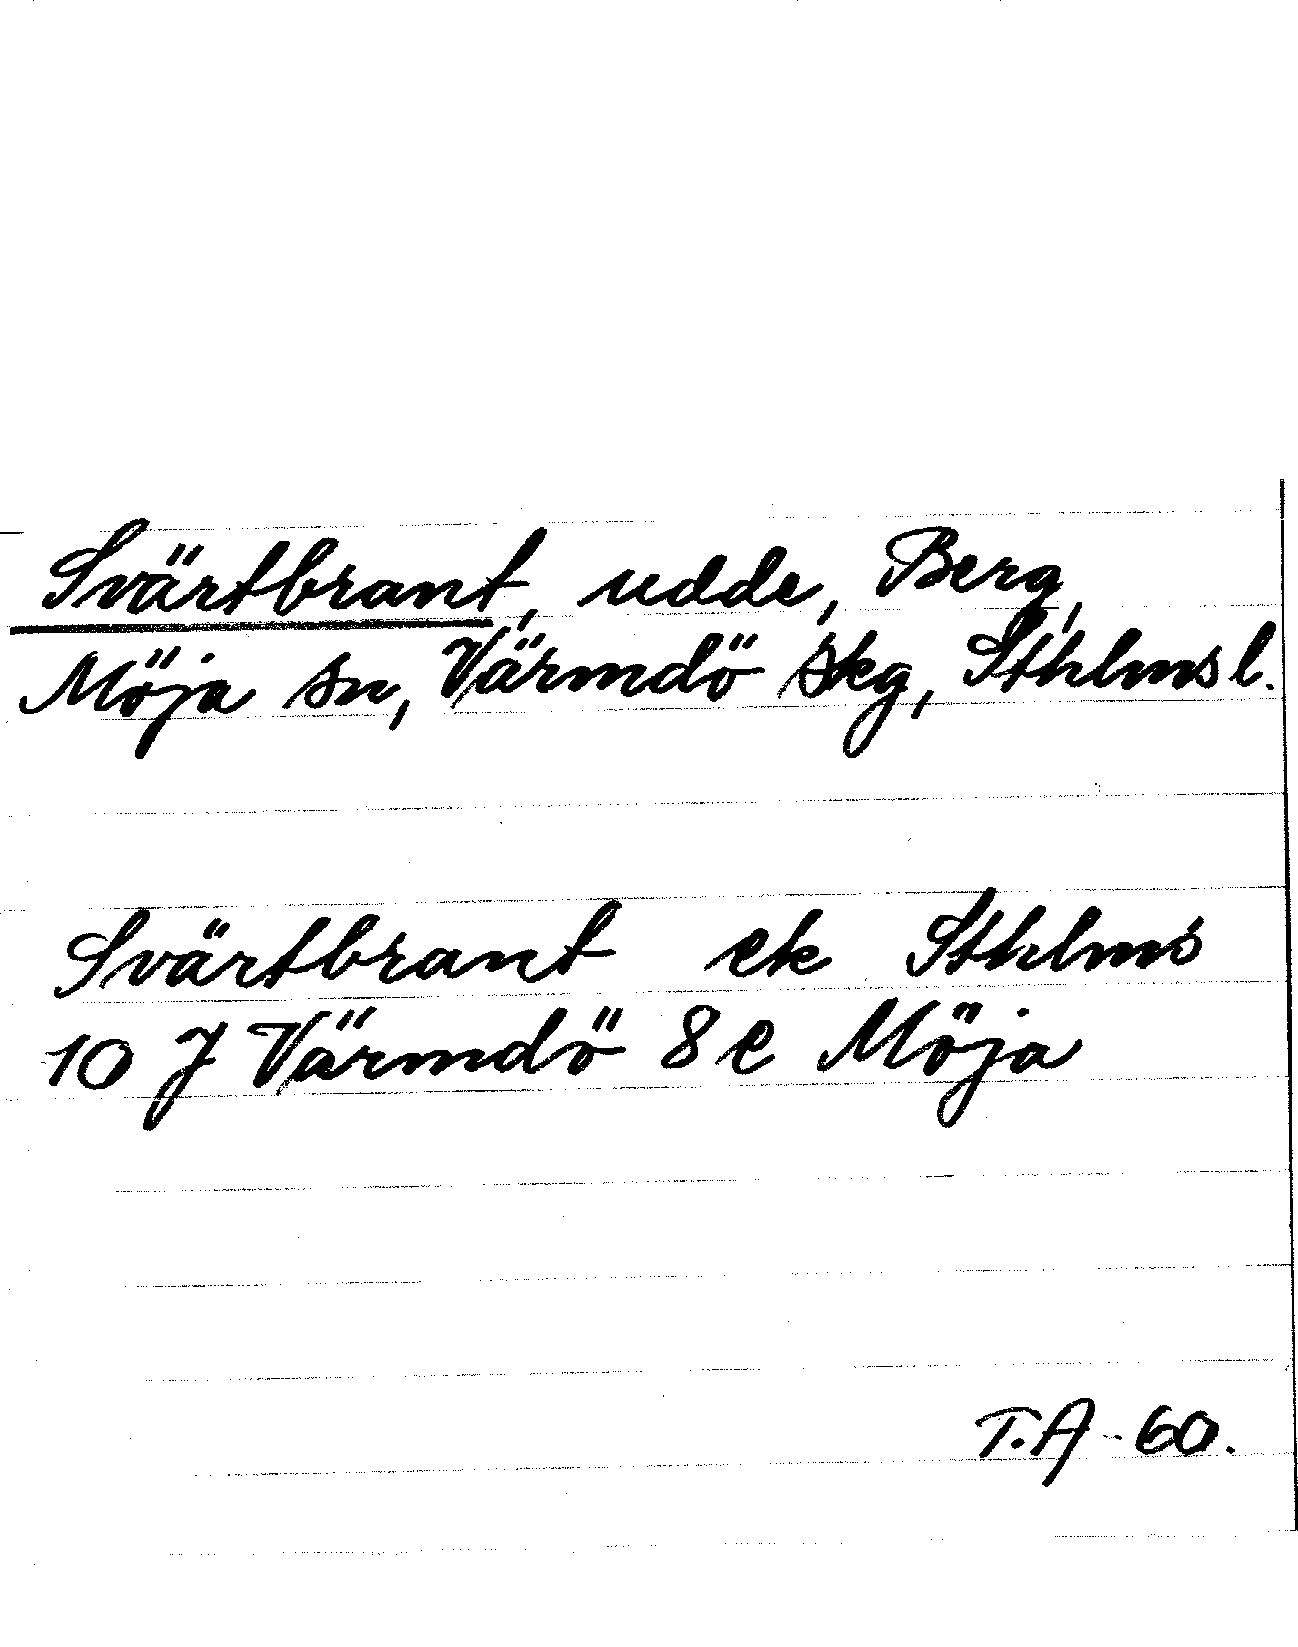 Svärtbrant, udde, Berg,
Möja sn, Värmdö skg, Sthlms l.
Svärtbrant ek Sthlms
10 J Värmdö 8 e Möja
T.A - 60.